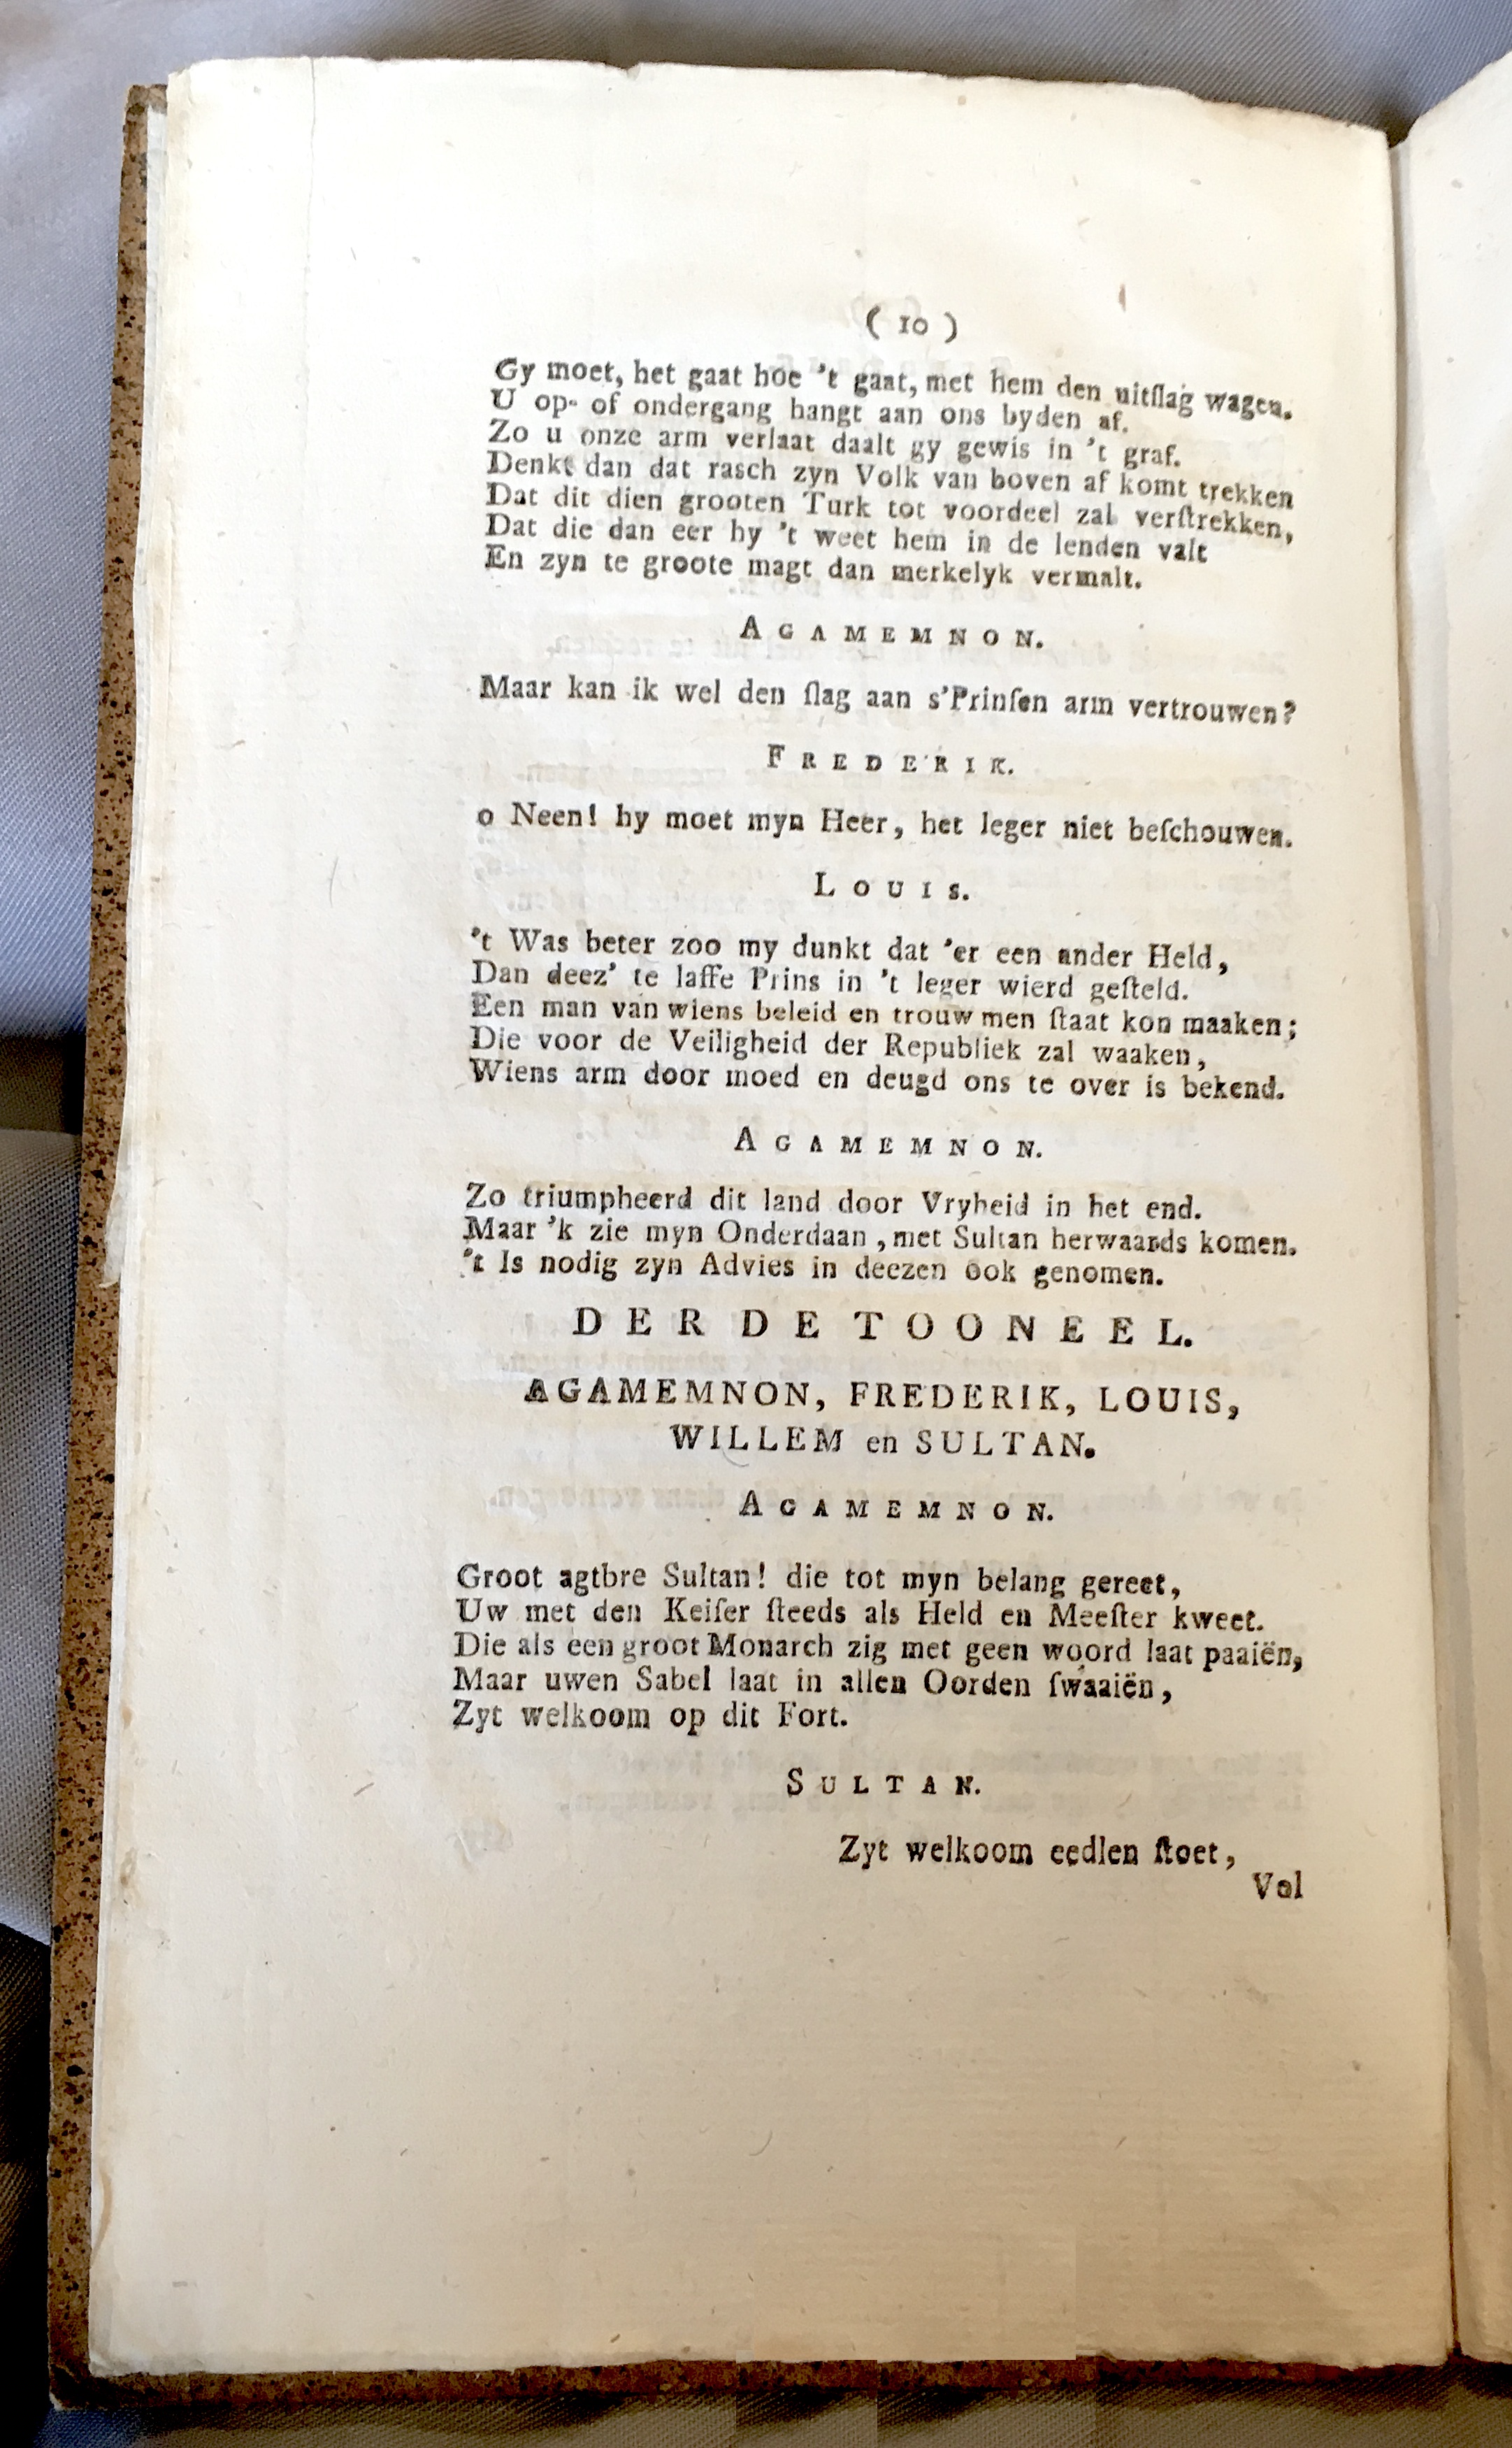 ( 10 )
Gy moet, het gaat hoe 't gaat, met hem den uitſlag wagen.
U op- of ondergang hangt aan ons byden af.
Zo u onze arm verlaat daalt gy gewis in 't graf.
Denkt dan dat rasch zyn Volk van boven af komt trekken
Dat dit dien grooten Turk tot voordeel zal verſtrekken,
Dat die dan eer hy 't weet hem in de lenden valt
En zyn te groote magt dan merkelyk vermalt.
AGAMEMNON.
Maar kan ik wel den ſlag aan s'Prinſen arm vertrouwen?
FREDERIK.
o Neen! hy moet myn Heer, het leger niet beſchouwen.
LOUIS.
't Was beter zoo my dunkt dat 'er een ander Held,
Dan deez' te laffe Prins in 't leger wierd geſteld.
Een man van wiens beleid en trouw men ſtaat kon maaken;
Die voor de Veiligheid der Republiek zal waaken,
Wiens arm door moed en deugd ons te over is bekend.
AGAMEMNON.
Zo triumpheerd dit land door Vryheid in het end.
Maar 'k zie myn Onderdaan, met Sultan herwaards komen.
't Is nodig zyn Advies in deezen ook genomen.
DERDE TOONEEL.
AGAMEMNON, FREDERIK, LOUIS,
WILLEM en SULTAN.
AGAMEMNON.
Groot agtbre Sultan! die tot myn belang gereet,
Uw met den Keiſer ſteeds als Held en Meeſter kweet.
Die als een groot Monarch zig met geen woord laat paaiën,
Maar uwen Sabel laat in allen Oorden ſwaaiën,
Zyt welkoom op dit Fort.
SULTAN.
Zyt welkoom eedlen ſtoet,
Vol